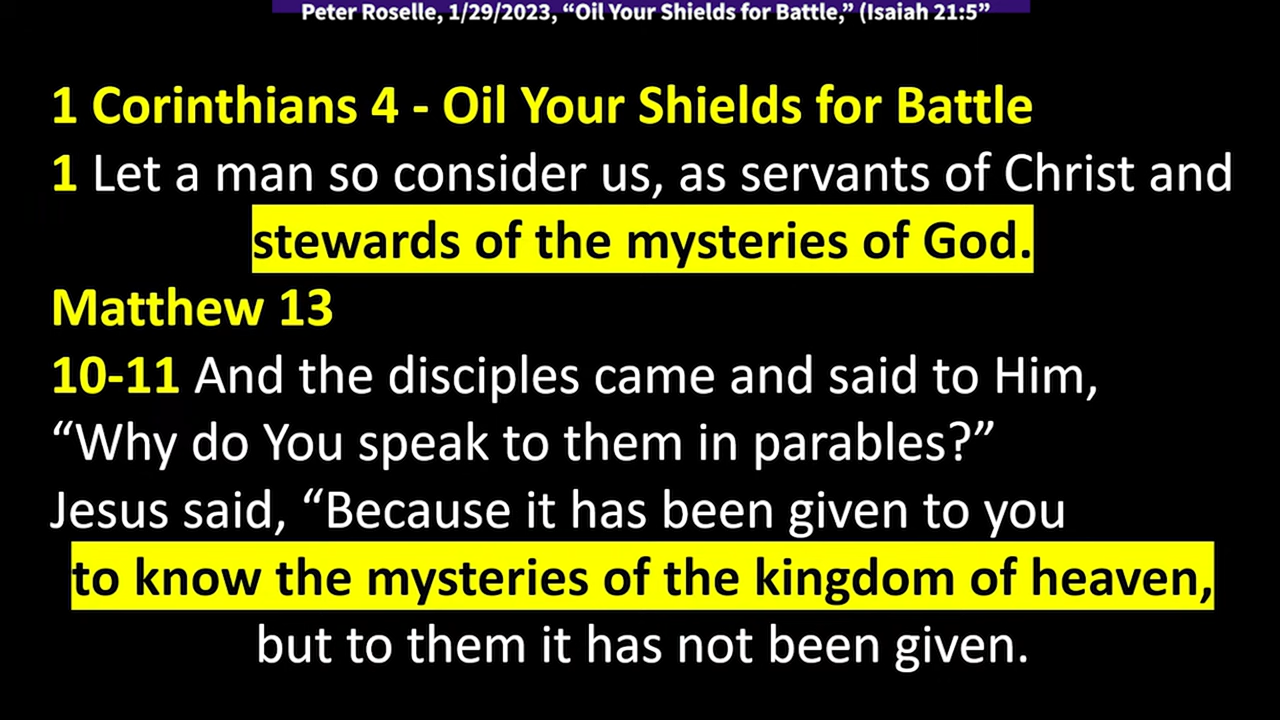 Peter Roselle, 1/29/2023, “Oil Your Shields for Battle,” (Isaiah 21:5”
1 Corinthians 4 - Oil Your Shields for Battle
1 Let a man so consider us, as servants of Christ and
stewards of the mysteries of God.
Matthew 13
10-11 And the disciples came and said to Him,
“Why do You speak to them in parables?”
Jesus said, “Because it has been given to you
to know the mysteries of the kingdom of heaven,
but to them it has not been given.